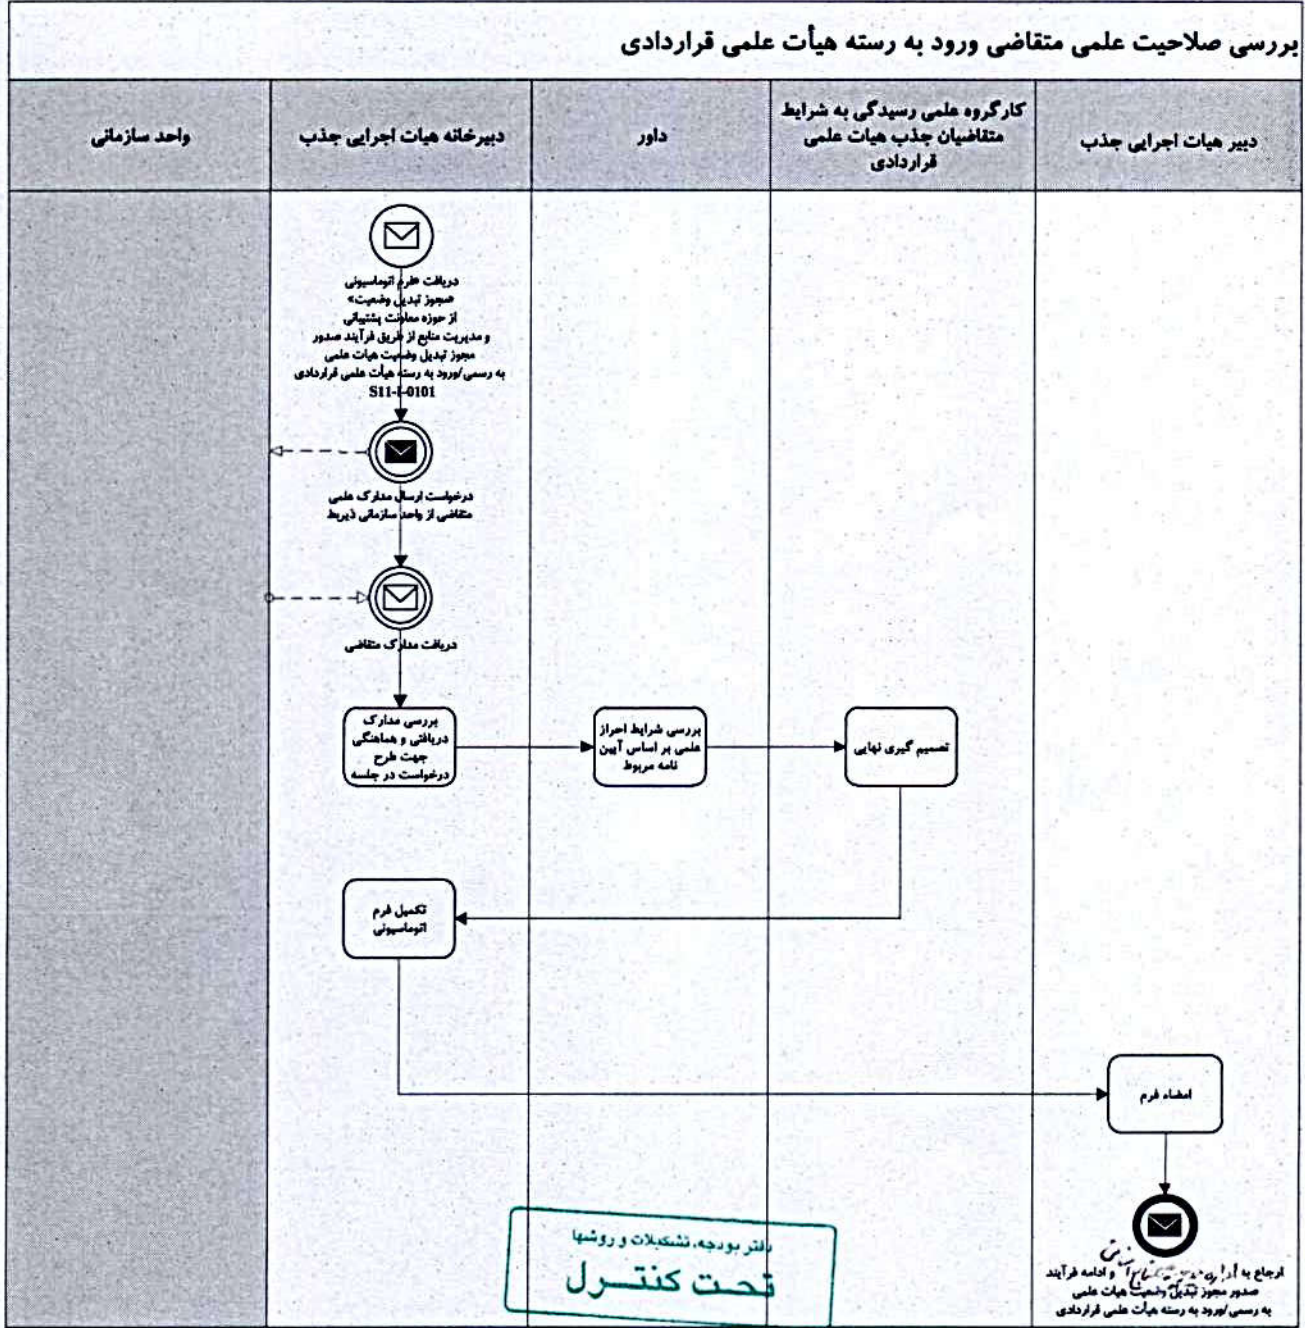 بررسی صلاحیت علمی متقاضی ورود به رسته هیأت علمی قراردادی
دبیر هیات اجرایی جذب
کارگروه علمی رسیدگی به شرایط
متقاضیان جذب هیات علمی
قراردادی
داور
دبیرخانه هیات اجرایی جذب
واحد سازمانی
دریافت «فرم اتوماسیونی
«مجوز تبدیل وضعیت»
از حوزه معاونت پشتیبانی
و مدیریت منابع از طریق فرآیند صدور
مجوز تبدیل وضعیت هیات علمی
به رسمی/ورود به رسته هیأت علمی قراردادی
S11-I-0101
درخواست ارسال مدارک علمی
متقاضی از واحد سازمانی ذیربط
دریافت مدارک متقاضی
بررسی مدارک
دریافتی و هماهنگی
جهت طرح
درخواست در جلسه
بررسی شرایط احراز
علمی بر اساس آیین
نامه مربوط
تصمیم گیری نهایی
تکمیل فرم
اتوماسیونی
امضاء فرم
ارجاع به و ادامه فرآیند
صدور مجوز تبدیل وضعیت هیات علمی
به رسمی/ورود به رسته هیأت علمی قراردادی
دفتر بودجه، تشکیلات و روشها
تحت کنترل